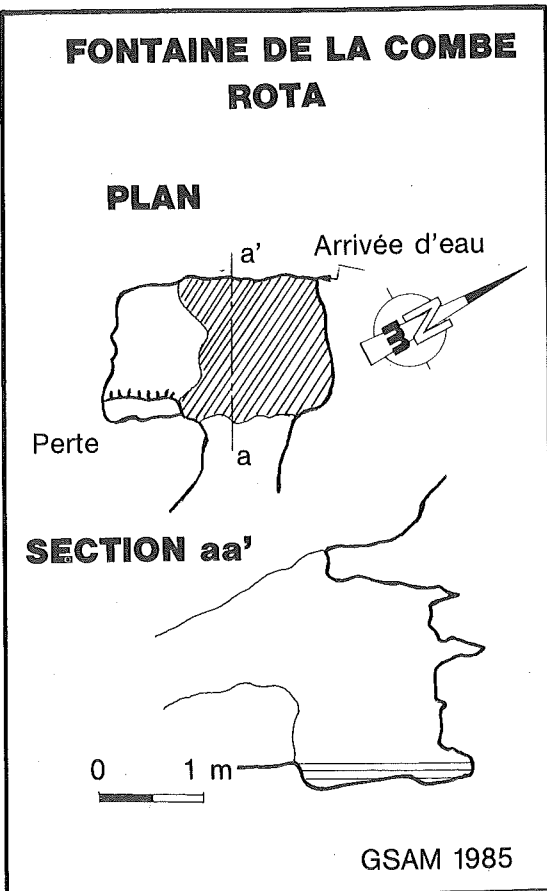 FONTAINE DE LA COMBE
ROTA
PLAN
a'
Arrivée d'eau
N
Perte
a
SECTION aa'
0 1 m
GSAM 1985